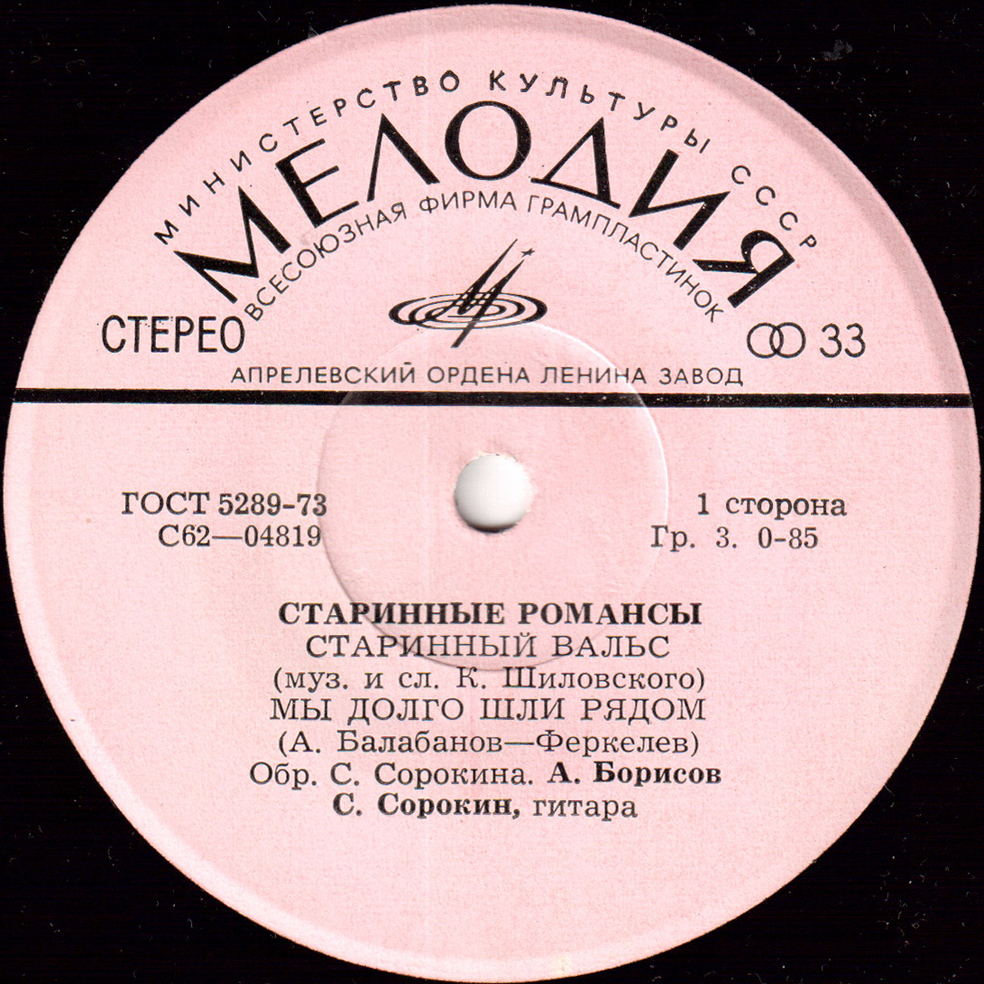 МИНИСТЕРСТВО КУЛЬТУРЫ СССР
МЕЛОДИЯ
ВСЕСОЮЗНАЯ ФИРМА ГРАМПЛАСТИНОК
СТЕРЕО
33
АПРЕЛЕВСКИЙ ОРДЕНА ЛЕНИНА ЗАВОД
ГОСТ 5289-73
С62—04819
1 сторона
Гр. 3. 0-85
СТАРИННЫЕ РОМАНСЫ
СТАРИННЫЙ ВАЛЬС
(муз. и сл. К. Шиловского)
МЫ ДОЛГО ШЛИ РЯДОМ
(А. Балабанов—Феркелев)
Обр. С. Сорокина. А. Борисов
С. Сорокин, гитара